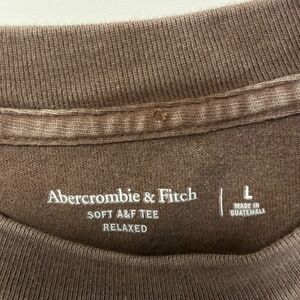 Abercrombie & Fitch
SOFT A&F TEE
RELAXED
L
MADE IN
GUATEMALA